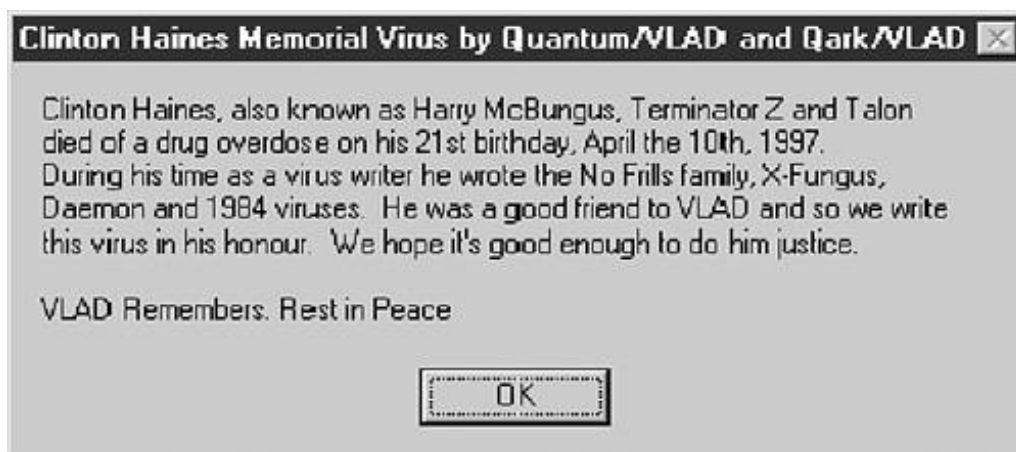 Clinton Haines Memorial Virus by Quantum/VLAD and Qark/VLAD
Clinton Haines, also known as Harry McBungus, Terminator Z and Talon
died of a drug overdose on his 21st birthday, April the 10th, 1997.
During his time as a virus writer he wrote the No Frills family, X-Fungus,
Daemon and 1984 viruses.  He was a good friend to VLAD and so we write
this virus in his honour.  We hope it's good enough to do him justice.
VLAD Remembers. Rest in Peace
OK